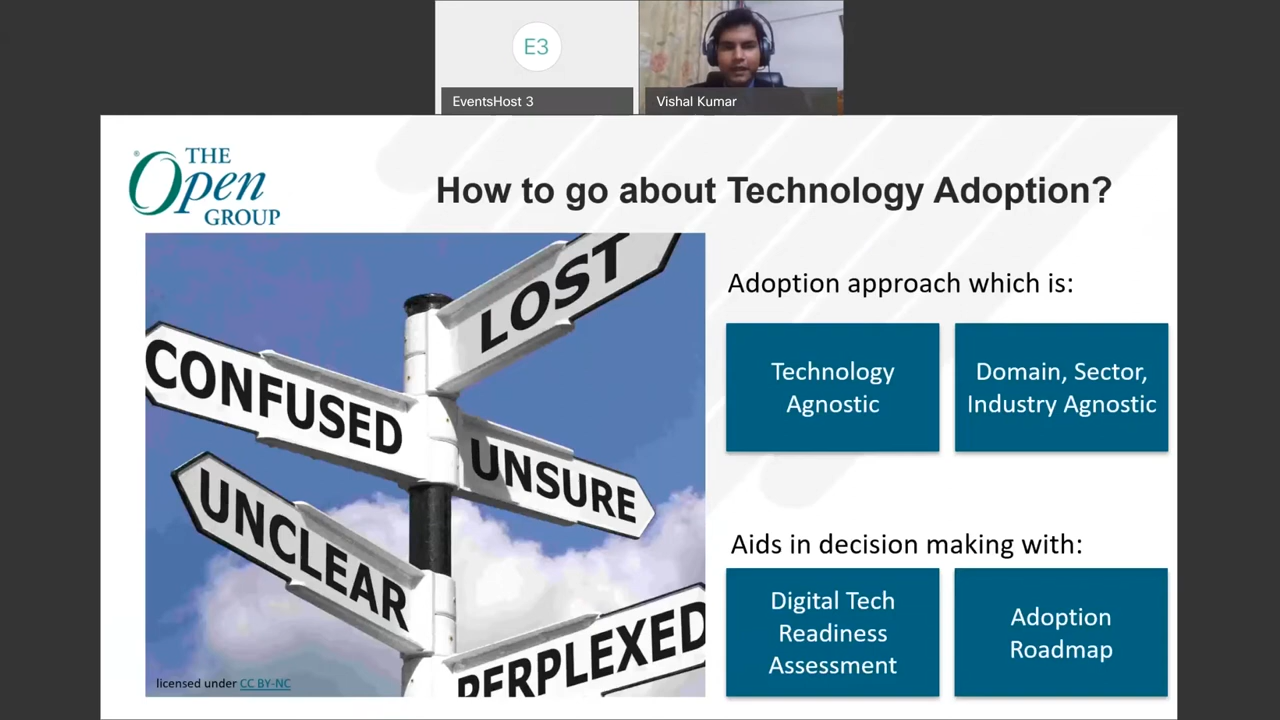 E3
EventsHost 3
Vishal Kumar
® THE
Open
GROUP
How to go about Technology Adoption?
LOST
CONFUSED
UNSURE
UNCLEAR
PERPLEXED
licensed under CC BY-NC
Adoption approach which is:
Technology
Agnostic
Domain, Sector,
Industry Agnostic
Aids in decision making with:
Digital Tech
Readiness
Assessment
Adoption
Roadmap